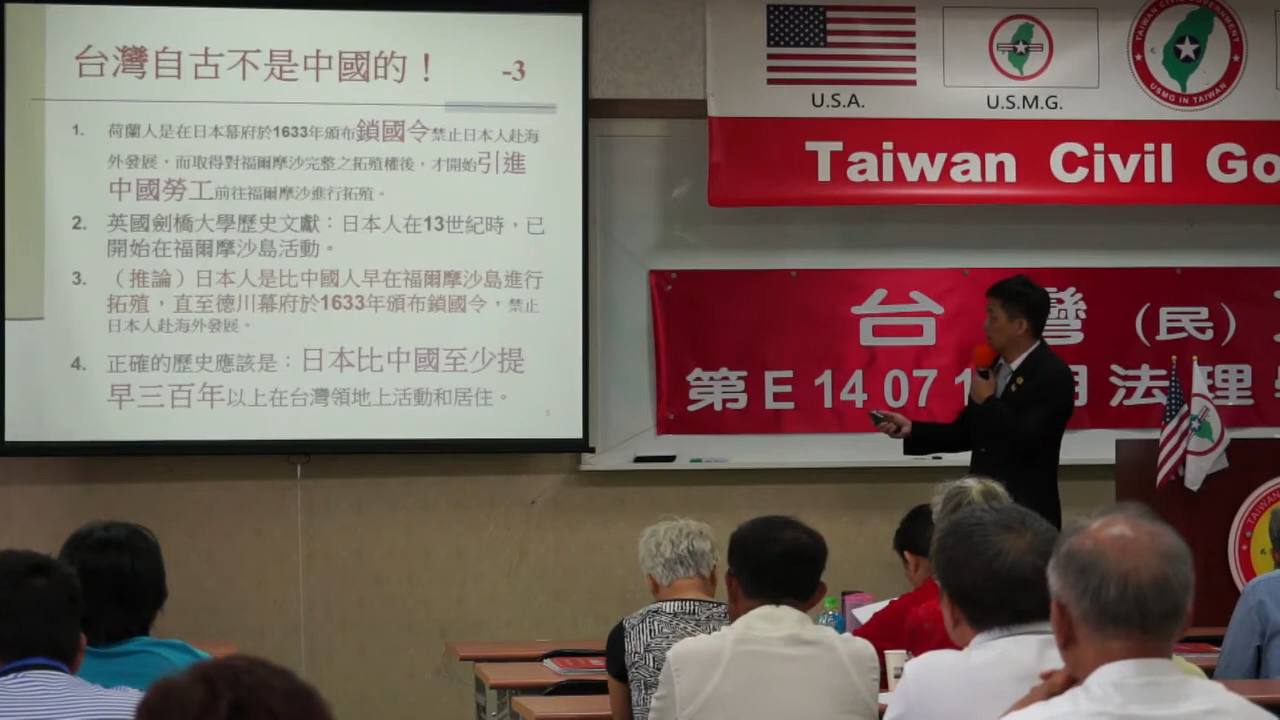 台灣自古不是中國的！ -3
1. 荷蘭人是在日本幕府於1633年頒布鎖國令禁止日本人赴海
外發展，而取得對福爾摩沙完整之拓殖權後，才開始引進
中國勞工前往福爾摩沙進行拓殖。
2. 英國劍橋大學歷史文獻：日本人在13世紀時，已
開始在福爾摩沙島活動。
3. （推論）日本人是比中國人早在福爾摩沙島進行
拓殖，直至德川幕府於1633年頒布鎖國令，禁止
日本人赴海外發展。
4. 正確的歷史應該是：日本比中國至少提
早三百年以上在台灣領地上活動和居住。
5
U.S.A.
U.S.M.G.
TAIWAN CIVIL GOVERNMENT
USMG IN TAIWAN
Taiwan Civil Go
台灣（民）
第E 14 07 1 期法理
TAIWAN